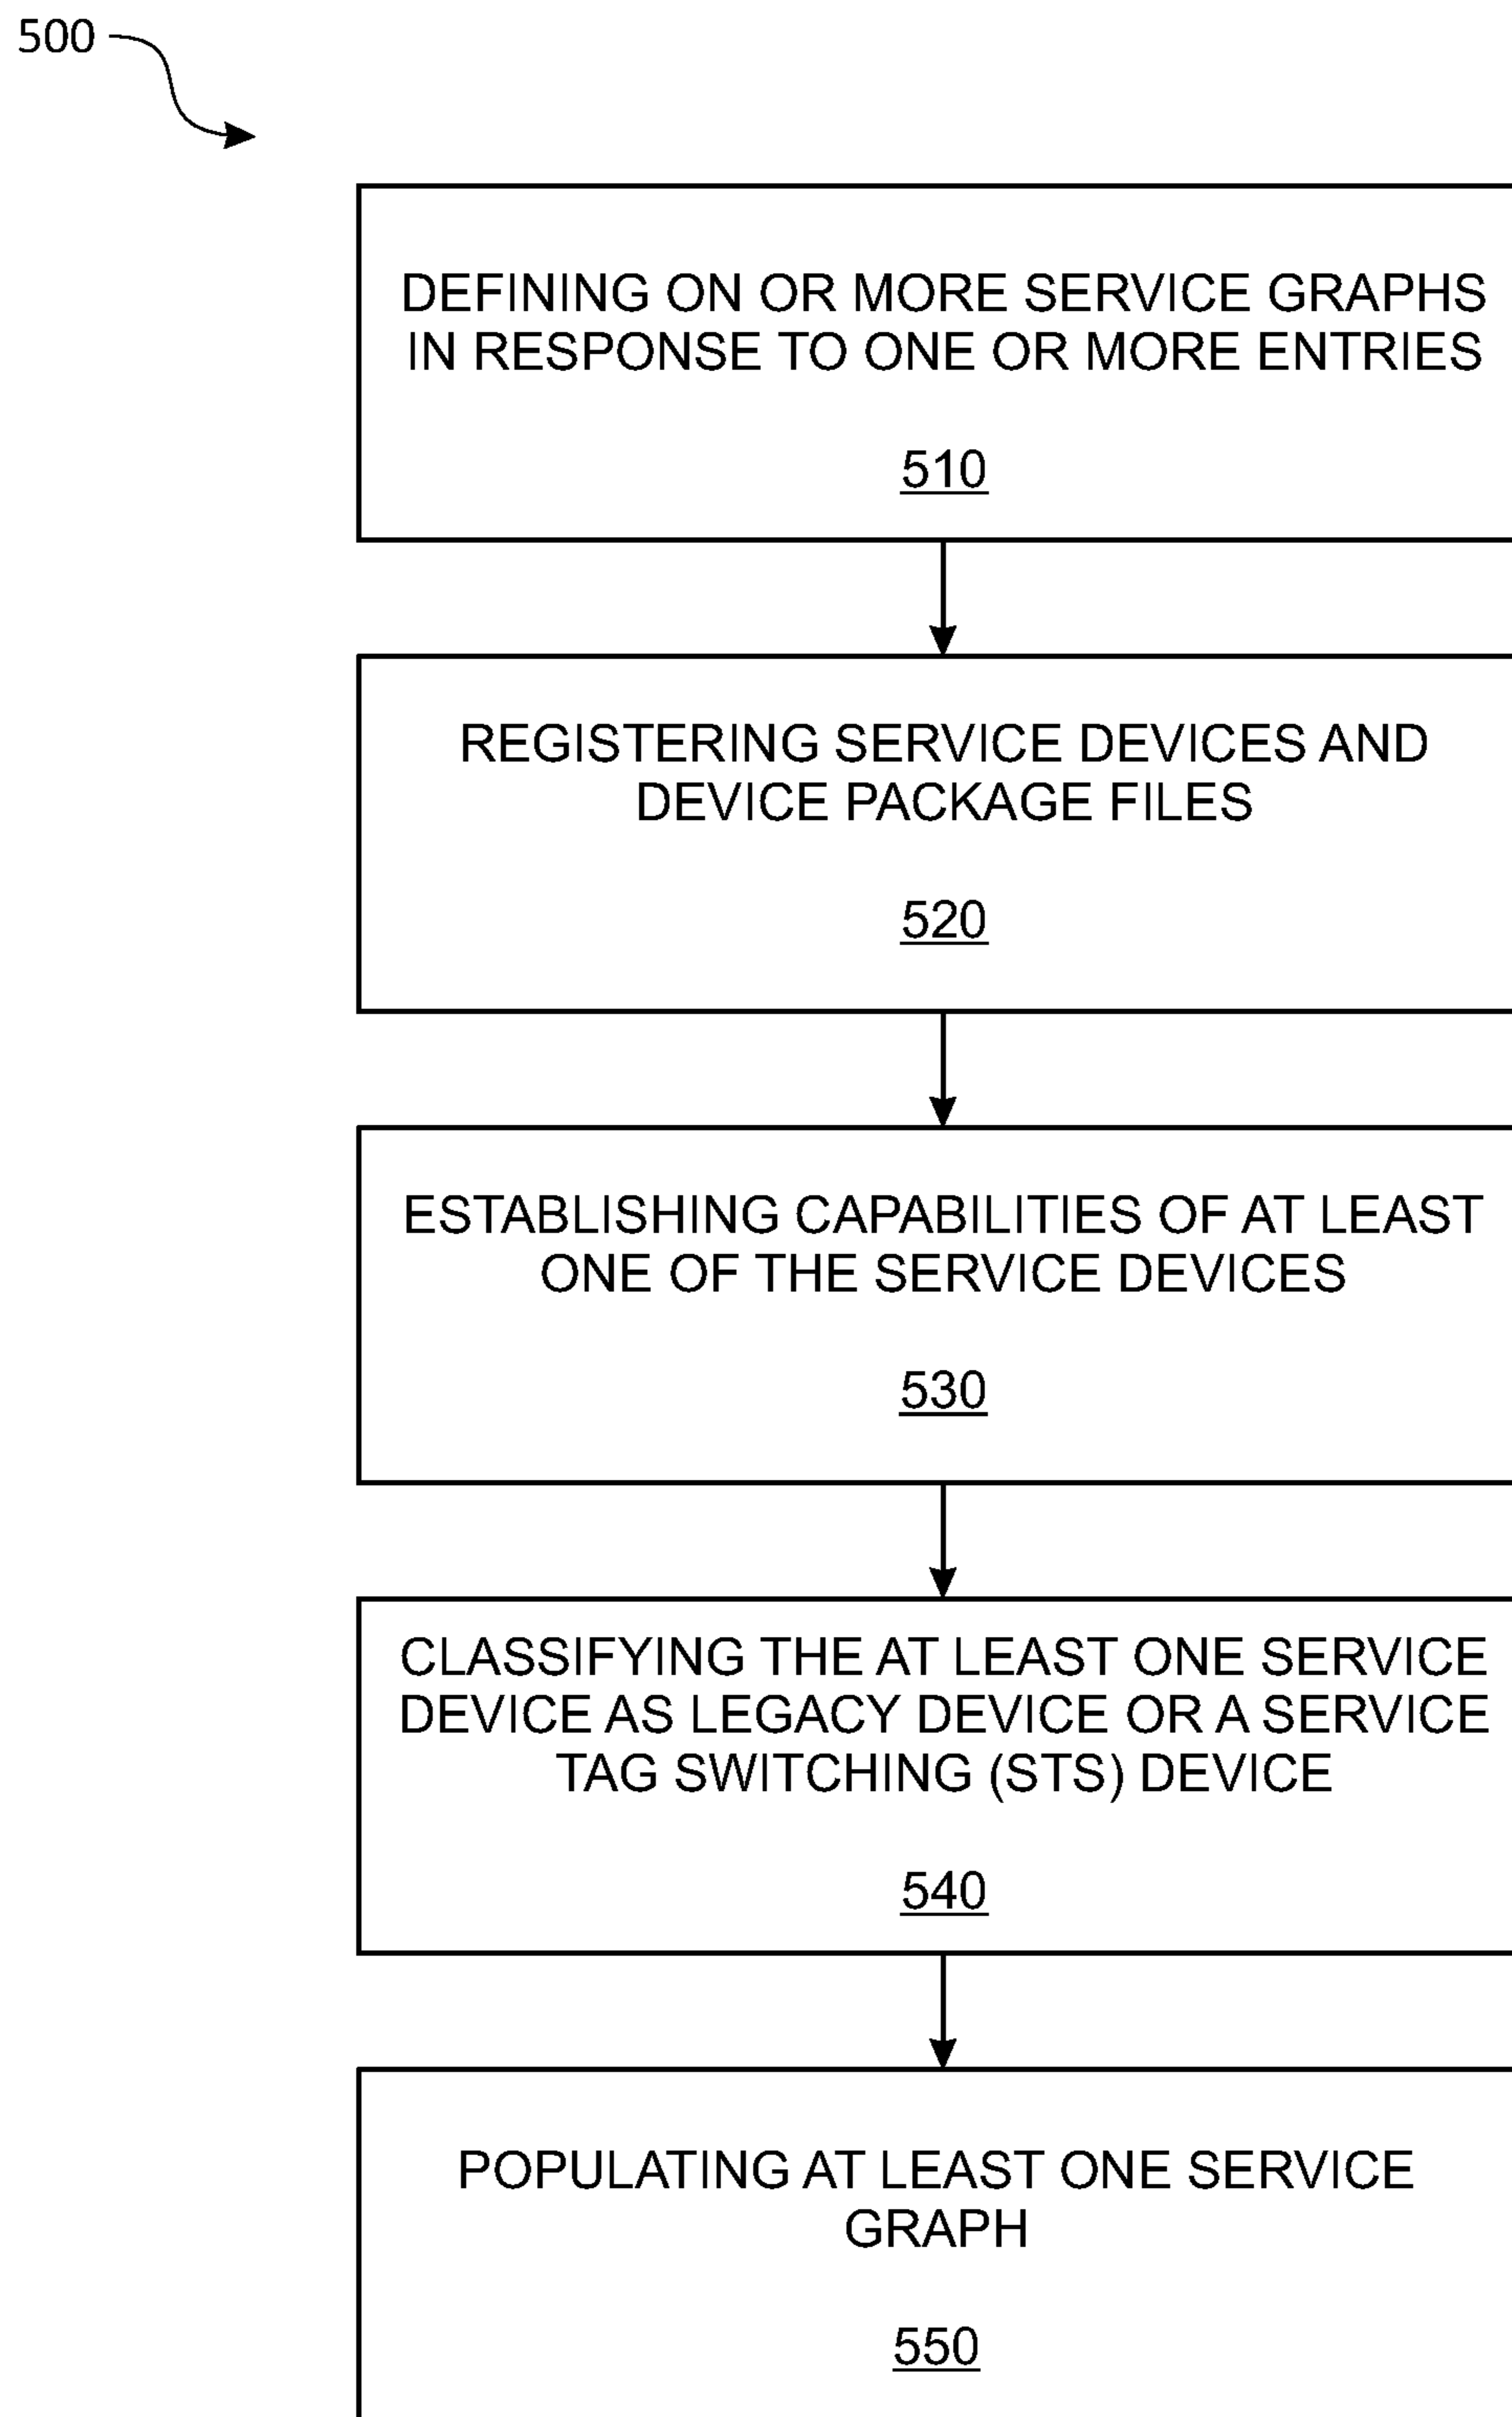 500
DEFINING ON OR MORE SERVICE GRAPHS
IN RESPONSE TO ONE OR MORE ENTRIES
510
REGISTERING SERVICE DEVICES AND
DEVICE PACKAGE FILES
520
ESTABLISHING CAPABILITIES OF AT LEAST
ONE OF THE SERVICE DEVICES
530
CLASSIFYING THE AT LEAST ONE SERVICE
DEVICE AS LEGACY DEVICE OR A SERVICE
TAG SWITCHING (STS) DEVICE
540
POPULATING AT LEAST ONE SERVICE
GRAPH
550